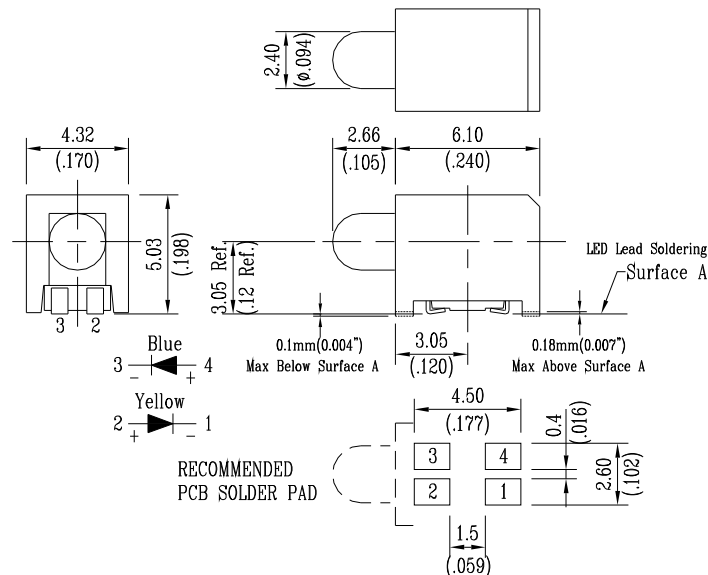 2.40
(ø.094)
4.32
(.170)
2.66
(.105)
6.10
(.240)
5.03
(.198)
3.05 Ref.
(.12 Ref.)
LED Lead Soldering
Surface A
3 2
0.1mm(0.004")
Max Below Surface A
3.05
(.120)
0.18mm(0.007")
Max Above Surface A
Blue
3 - + 4
Yellow
2 + - 1
4.50
(.177)
0.4
(.016)
2.60
(.102)
3 4
2 1
RECOMMENDED
PCB SOLDER PAD
1.5
(.059)